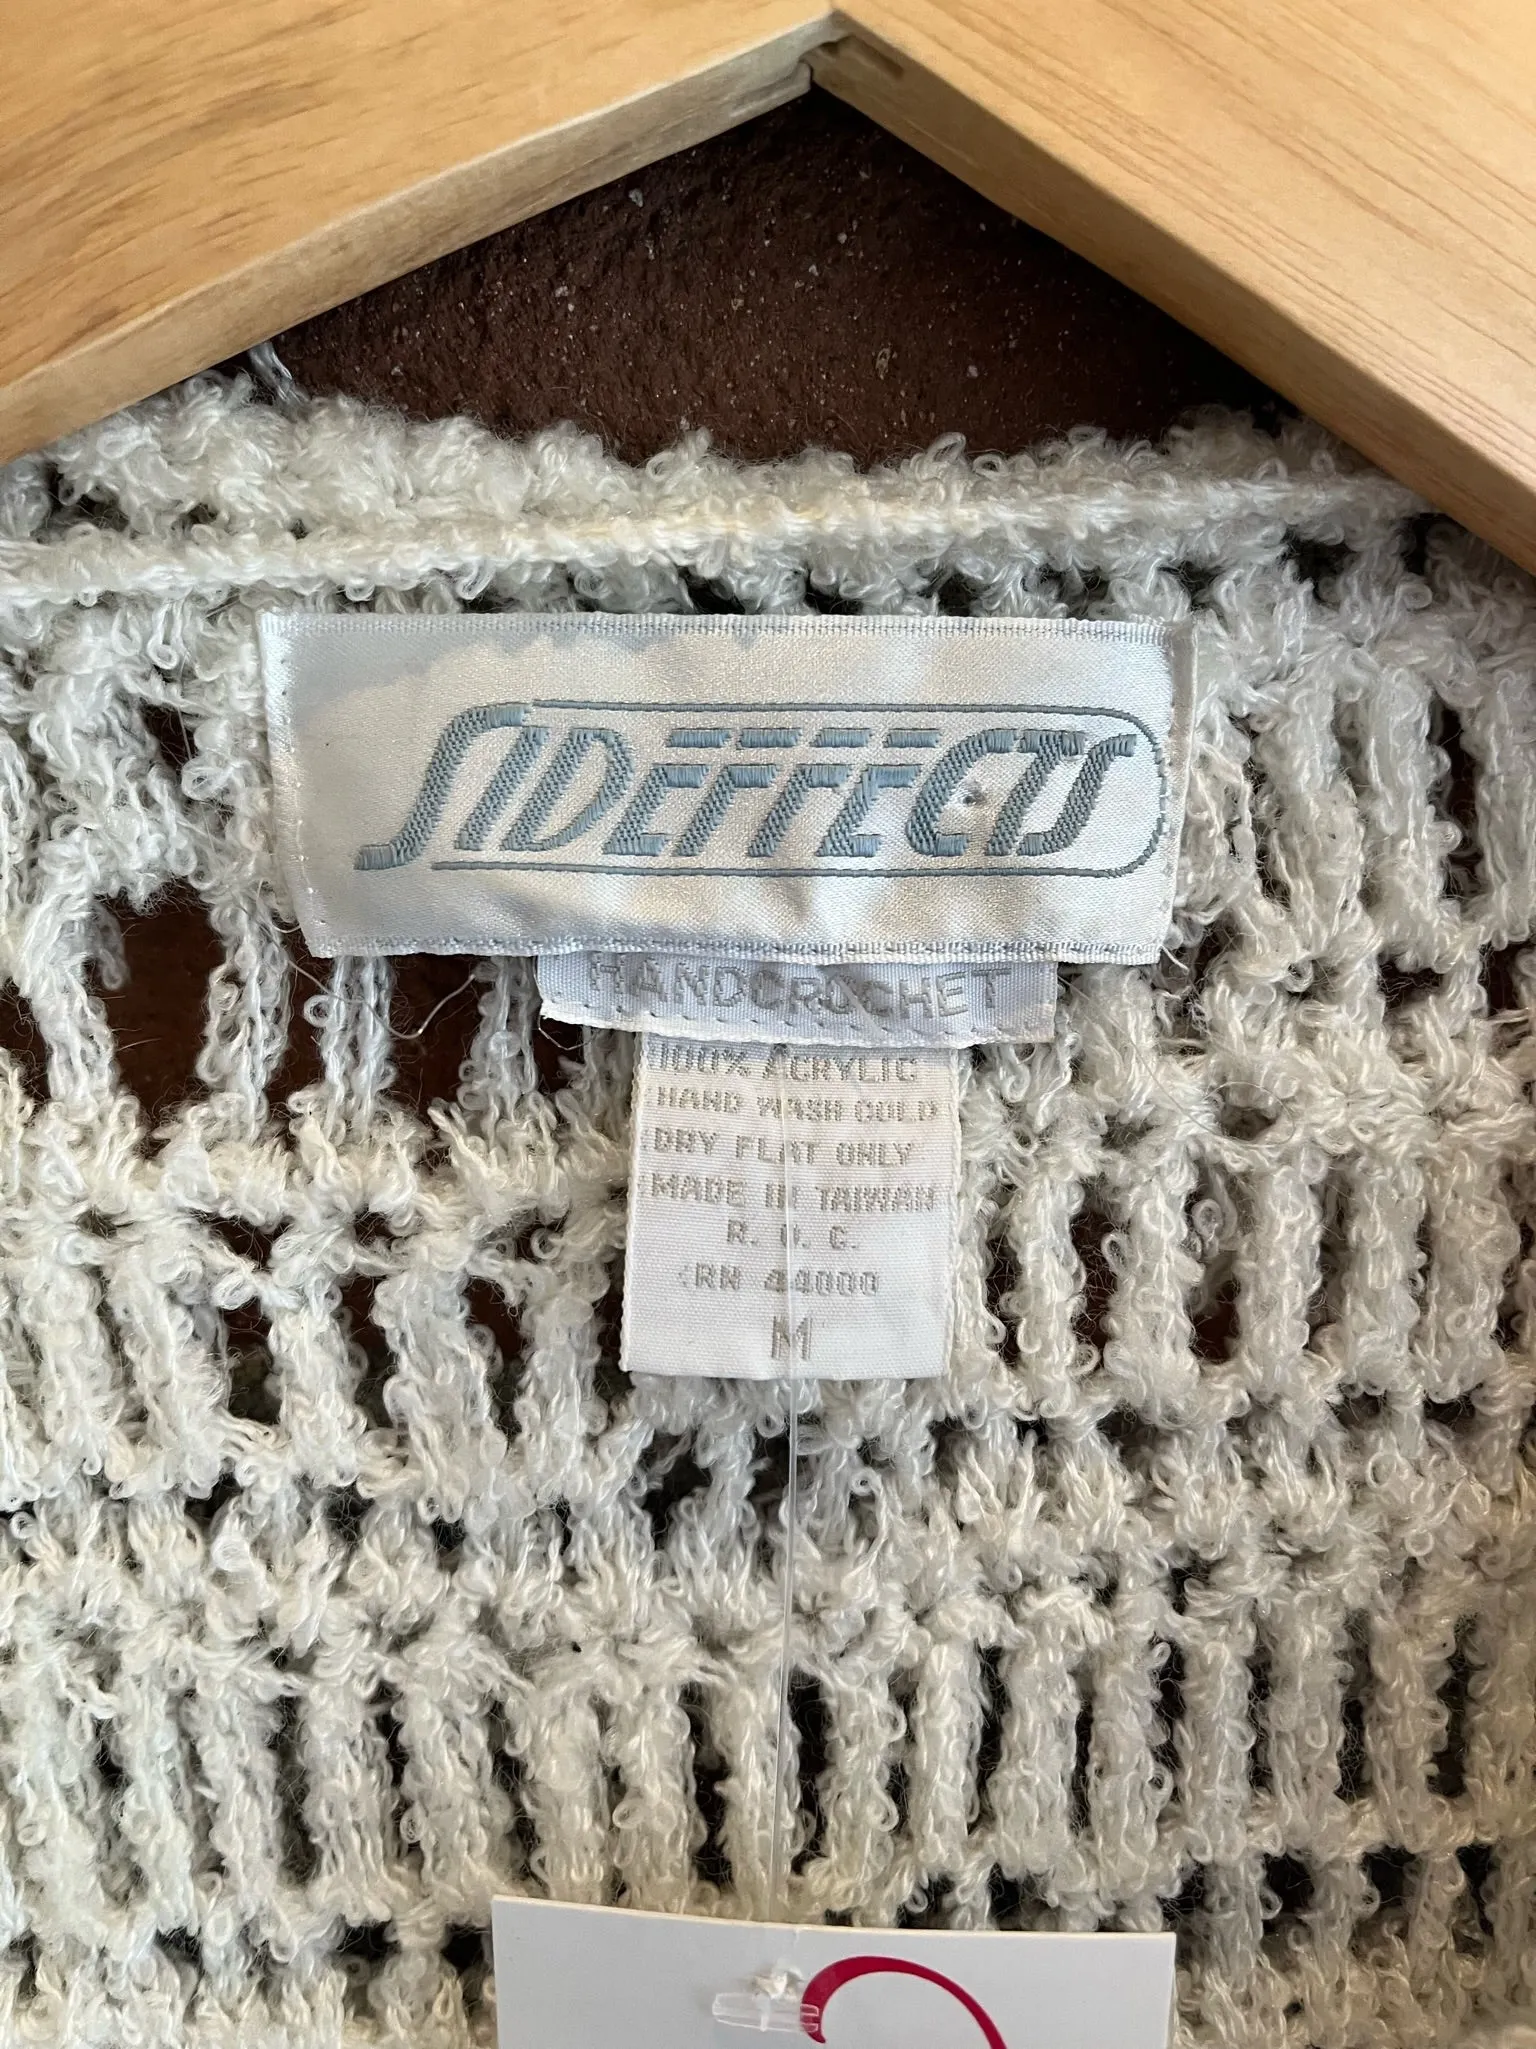 SIDEFFECTS
HANDCROCHET
100% ACRYLIC
HAND WASH COLD
DRY FLAT ONLY
MADE IN TAIWAN
R. O. C.
RN 44000
M